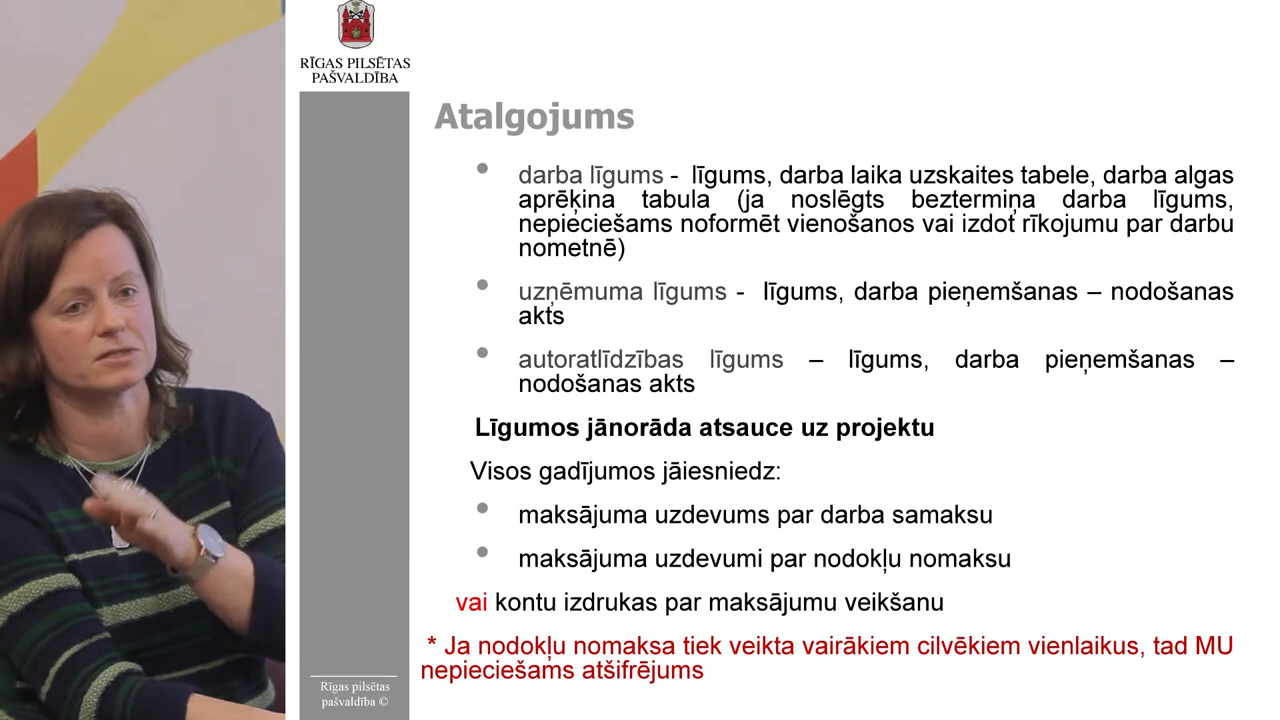 RĪGAS PILSĒTAS
PAŠVALDĪBA
Atalgojums
• darba līgums - līgums, darba laika uzskaites tabele, darba algas
aprēķina tabula (ja noslēgts beztermiņa darba līgums,
nepieciešams noformēt vienošanos vai izdot rīkojumu par darbu
nometnē)
• uzņēmuma līgums - līgums, darba pieņemšanas – nodošanas
akts
• autoratlīdzības līgums – līgums, darba pieņemšanas –
nodošanas akts
Līgumos jānorāda atsauce uz projektu
Visos gadījumos jāiesniedz:
• maksājuma uzdevums par darba samaksu
• maksājuma uzdevumi par nodokļu nomaksu
vai kontu izdrukas par maksājumu veikšanu
* Ja nodokļu nomaksa tiek veikta vairākiem cilvēkiem vienlaikus, tad MU
nepieciešams atšifrējums
Rīgas pilsētas
pašvaldība ©